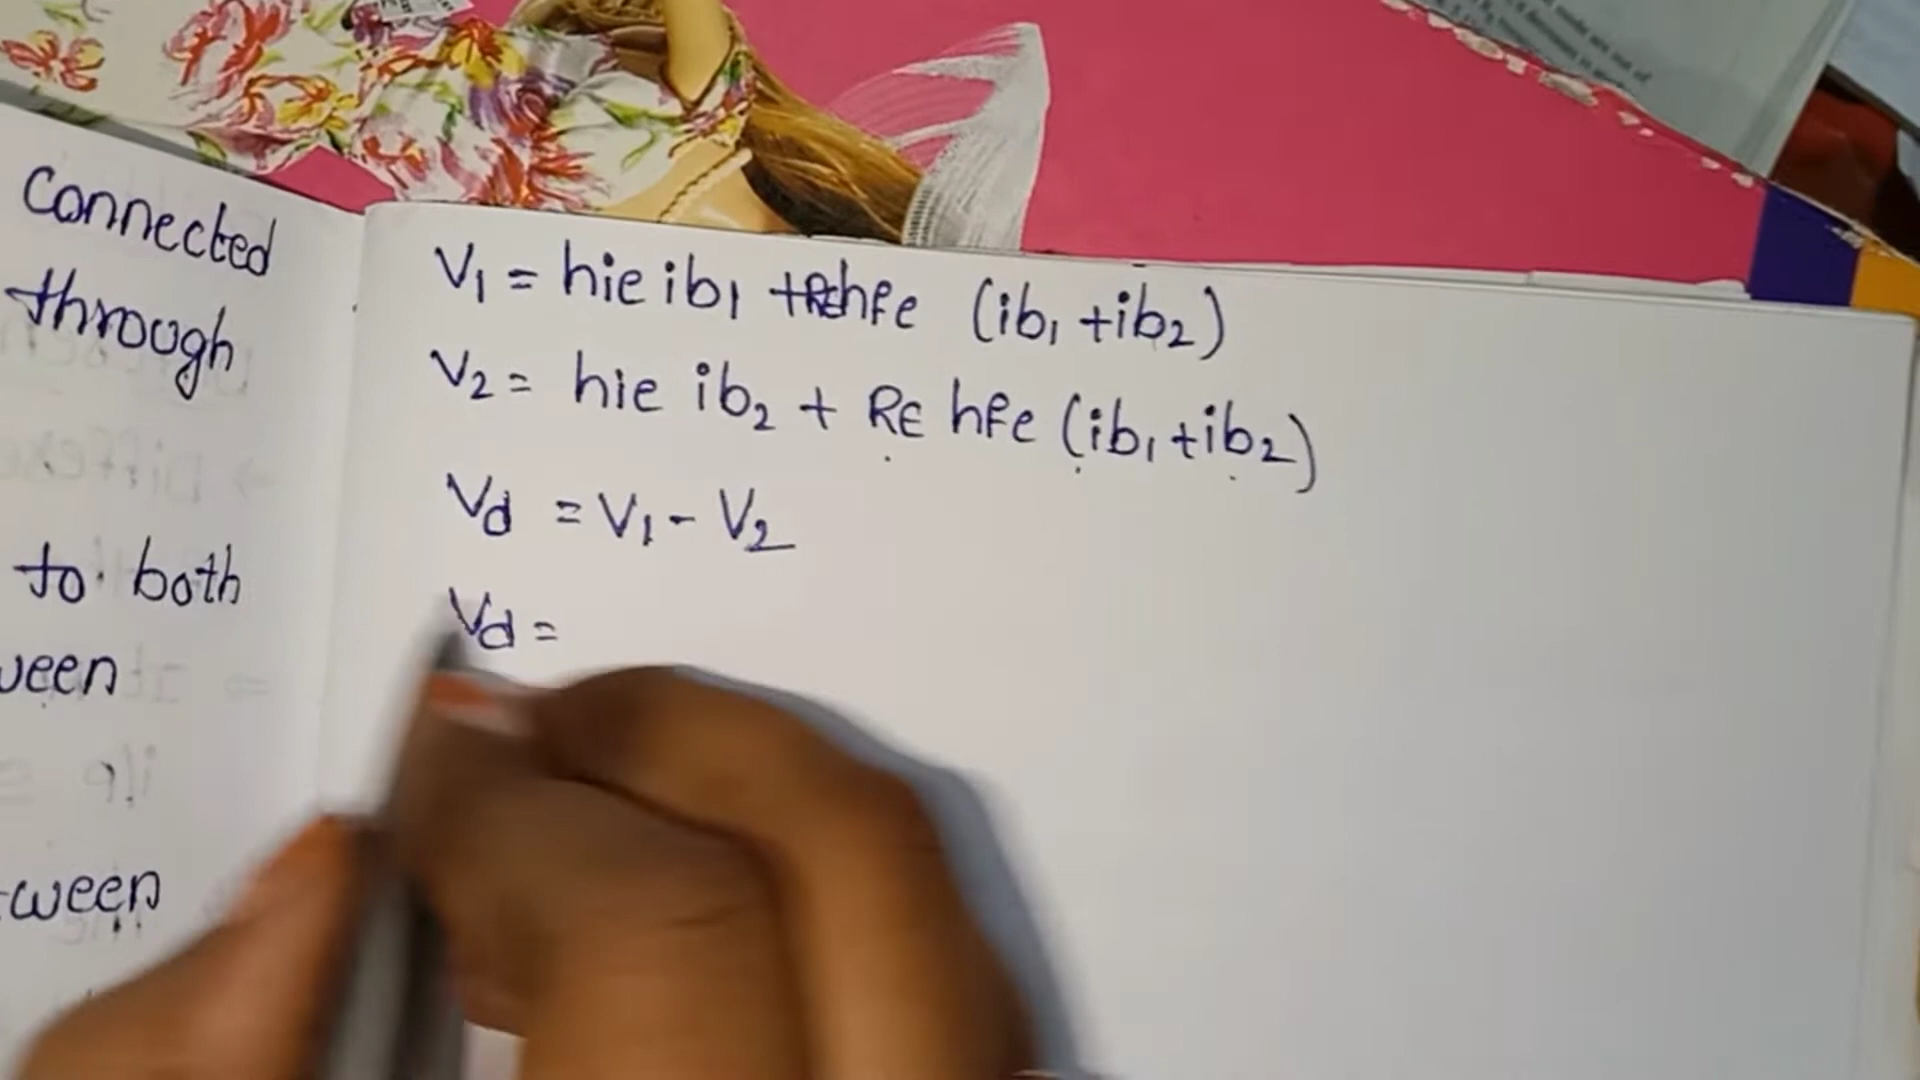 connected
through
to both
ween
ween
V₁ = hie ib₁ + RE hfe (ib₁ + ib₂)
V₂ = hie ib₂ + RE hfe (ib₁ + ib₂)
Vd = V₁ - V₂
Vd =